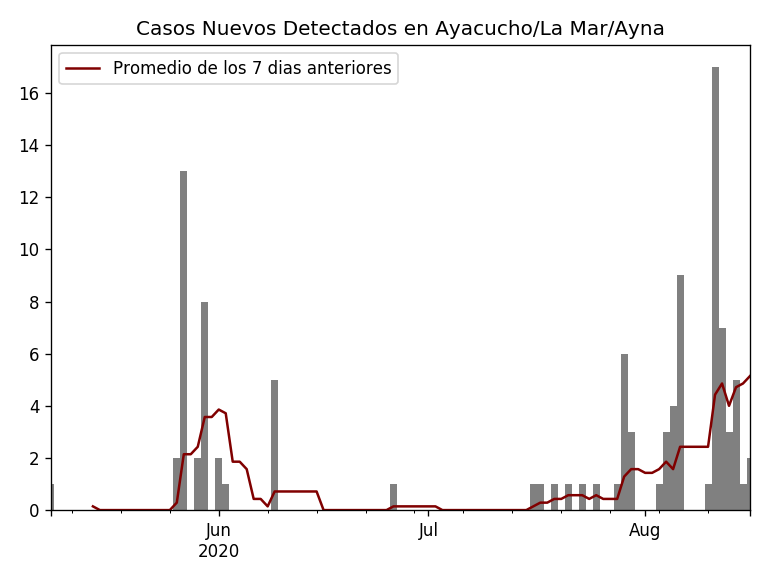 Casos Nuevos Detectados en Ayacucho/La Mar/Ayna
Promedio de los 7 dias anteriores
16
14
12
10
8
6
4
2
0
Jun
2020
Jul
Aug